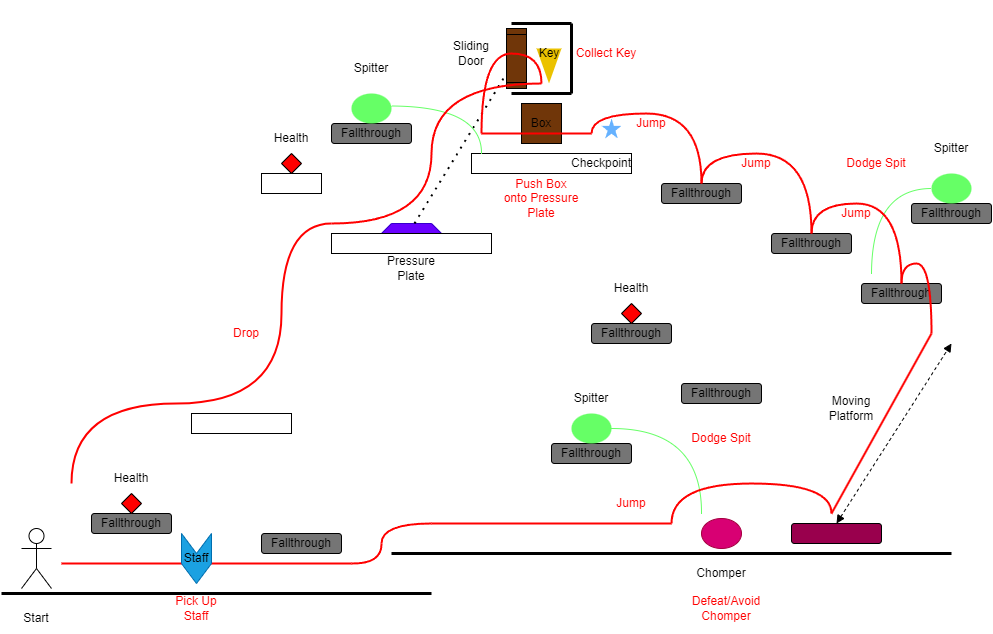 Sliding
Door
Key
Collect Key
Spitter
Box
Fallthrough
Jump
Health
Checkpoint
Jump
Dodge Spit
Spitter
Push Box
onto Pressure
Plate
Fallthrough
Jump
Fallthrough
Fallthrough
Pressure
Plate
Health
Fallthrough
Drop
Fallthrough
Fallthrough
Spitter
Moving
Platform
Dodge Spit
Fallthrough
Health
Jump
Fallthrough
Fallthrough
Staff
Chomper
Pick Up
Staff
Defeat/Avoid
Chomper
Start